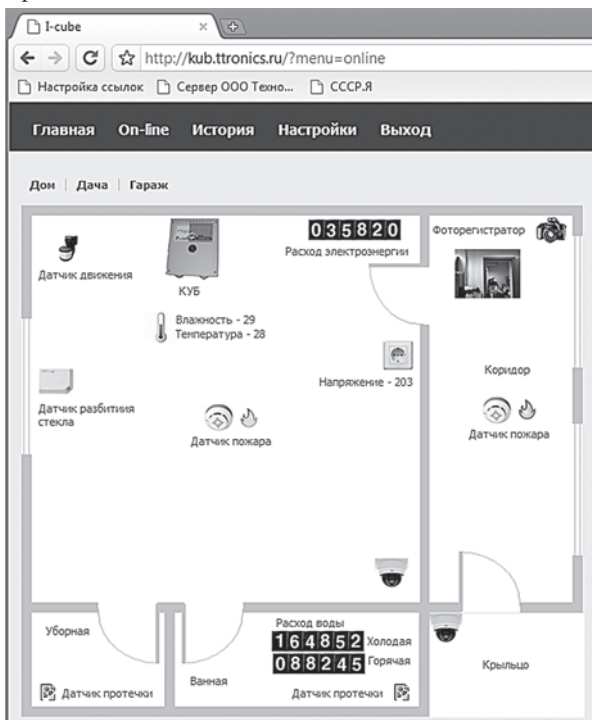 I-cube
http://kub.ttronics.ru/?menu=online
Настройка ссылок Сервер ООО Техно... СССР.Я
Главная On-line История Настройки Выход
Дом | Дача | Гараж
035820
Расход электроэнергии
Фоторегистратор
Датчик движения
КУБ
Влажность - 29
Температура - 28
Напряжение - 203
Коридор
Датчик разбития
стекла
Датчик пожара
Датчик пожара
Уборная
Расход воды
164852 Холодая
088245 Горячая
Крыльцо
Ванная
Датчик протечки
Датчик протечки